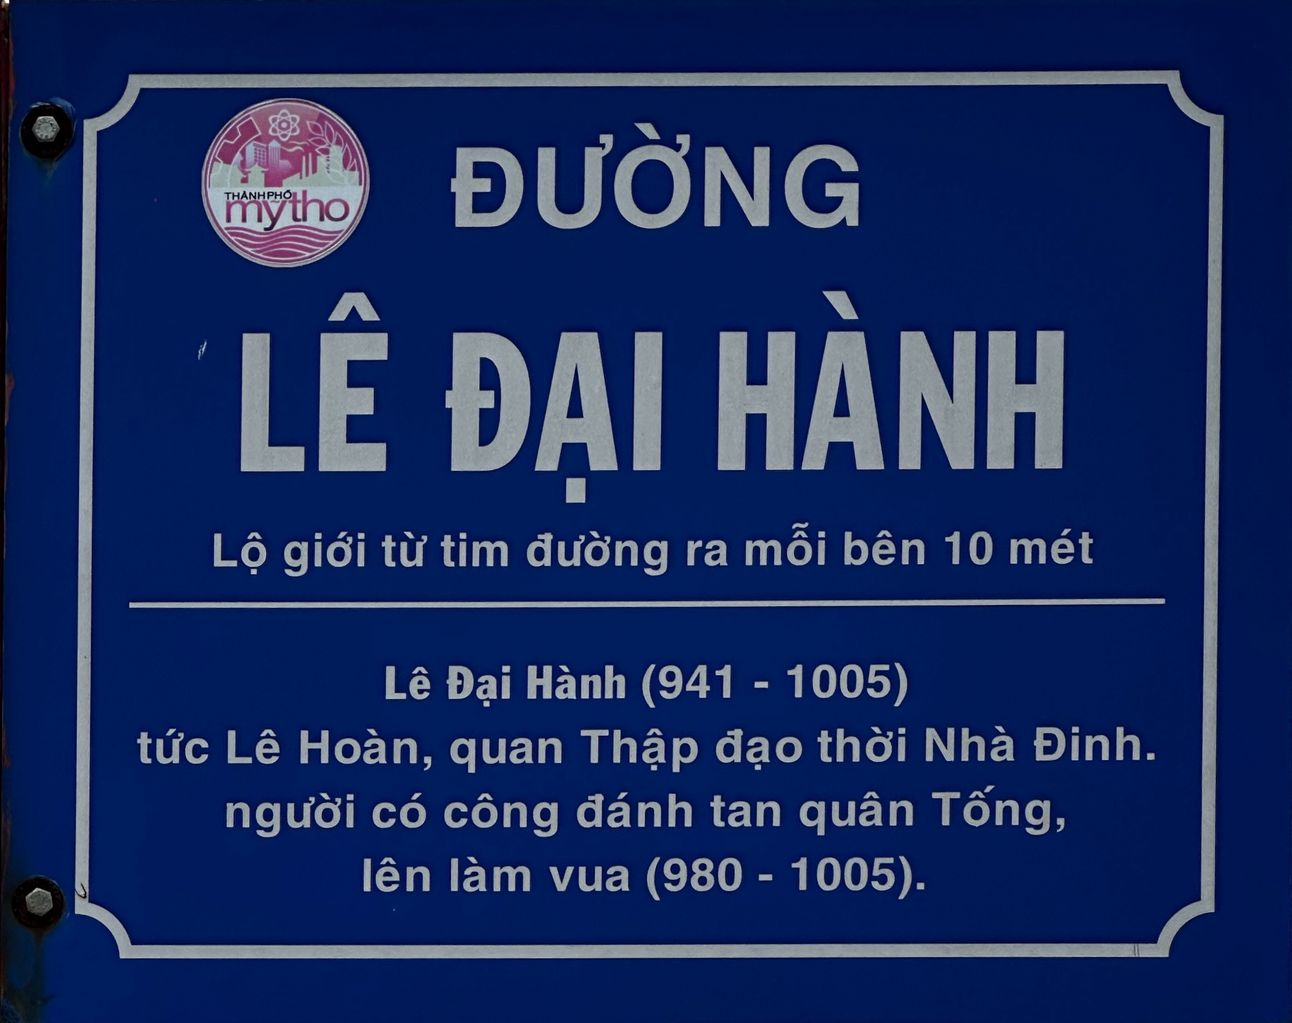 THÀNH PHỐ
mỹtho
ĐƯỜNG
LÊ ĐẠI HÀNH
Lộ giới từ tim đường ra mỗi bên 10 mét
Lê Đại Hành (941 - 1005)
tức Lê Hoàn, quan Thập đạo thời Nhà Đinh.
người có công đánh tan quân Tống,
lên làm vua (980 - 1005).